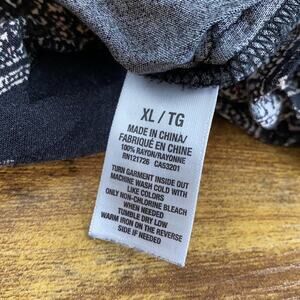 XL / TG
MADE IN CHINA/
FABRIQUÉ EN CHINE
100% RAYON/RAYONNE
RN121726 CA53201
TURN GARMENT INSIDE OUT
MACHINE WASH COLD WITH
LIKE COLORS
ONLY NON-CHLORINE BLEACH
WHEN NEEDED
TUMBLE DRY LOW
WARM IRON ON THE REVERSE
SIDE IF NEEDED